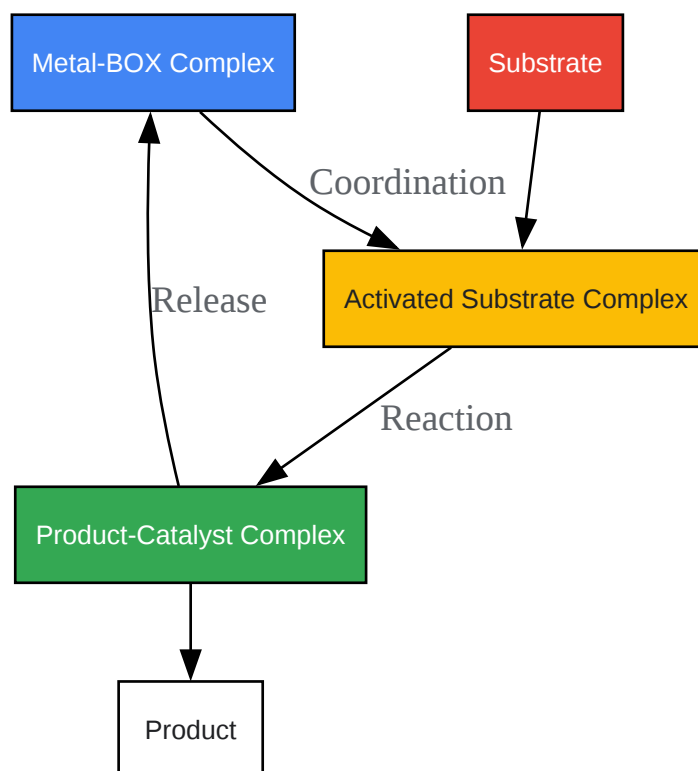 Metal-BOX Complex
Substrate
Coordination
Release
Activated Substrate Complex
Reaction
Product-Catalyst Complex
Product